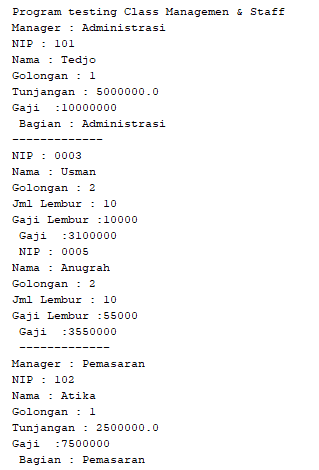 Program testing Class Managemen & Staff
Manager : Administrasi
NIP : 101
Nama : Tedjo
Golongan : 1
Tunjangan : 5000000.0
Gaji  :10000000
 Bagian : Administrasi
-------------
NIP : 0003
Nama : Usman
Golongan : 2
Jml Lembur : 10
Gaji Lembur :10000
 Gaji  :3100000
 NIP : 0005
Nama : Anugrah
Golongan : 2
Jml Lembur : 10
Gaji Lembur :55000
 Gaji  :3550000
 -------------
Manager : Pemasaran
NIP : 102
Nama : Atika
Golongan : 1
Tunjangan : 2500000.0
Gaji  :7500000
 Bagian : Pemasaran